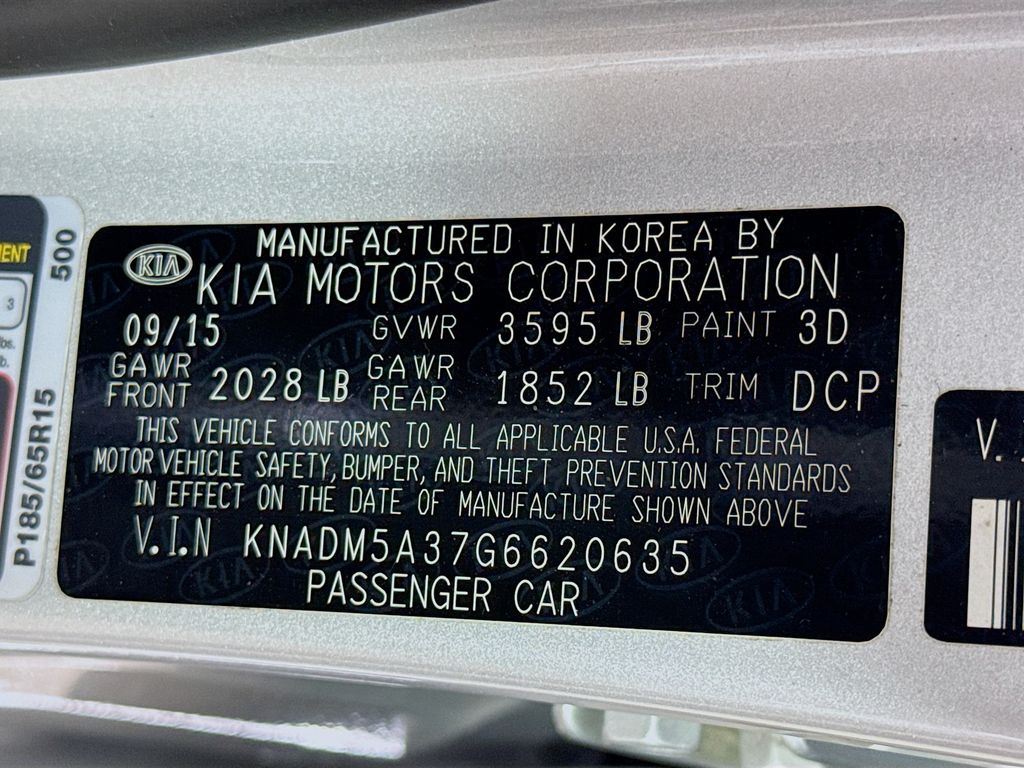 KIA
MANUFACTURED IN KOREA BY
KIA MOTORS CORPORATION
09/15 GVWR 3595 LB PAINT 3D
GAWR FRONT 2028 LB GAWR REAR 1852 LB TRIM DCP
THIS VEHICLE CONFORMS TO ALL APPLICABLE U.S.A. FEDERAL
MOTOR VEHICLE SAFETY, BUMPER, AND THEFT PREVENTION STANDARDS
IN EFFECT ON THE DATE OF MANUFACTURE SHOWN ABOVE
V.I.N KNADM5A37G6620635
PASSENGER CAR
500
P185/65R15
3
V.